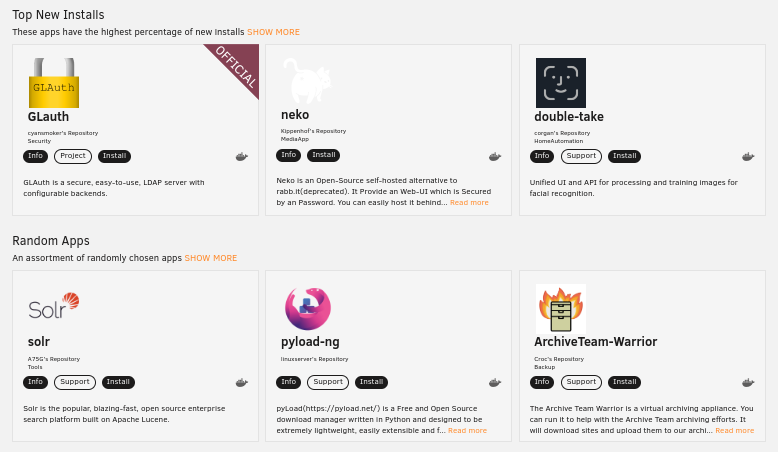 Top New Installs
These apps have the highest percentage of new installs SHOW MORE
GLAuth
OFFICIAL
GLauth
cyansmoker's Repository
Security
Info Project Install
GLAuth is a secure, easy-to-use, LDAP server with
configurable backends.
neko
Kippenhof's Repository
MediaApp
Info Install
Neko is an Open-Source self-hosted alternative to
rabb.it(deprecated). It Provide an Web-UI which is Secured
by an Password. You can easily host it behind... Read more
double-take
corgan's Repository
HomeAutomation
Info Support Install
Unified UI and API for processing and training images for
facial recognition.
Random Apps
An assortment of randomly chosen apps SHOW MORE
Solr
solr
A75G's Repository
Tools
Info Support Install
Solr is the popular, blazing-fast, open source enterprise
search platform built on Apache Lucene.
pyload-ng
linuxserver's Repository
Info Support Install
pyLoad(https://pyload.net/) is a Free and Open Source
download manager written in Python and designed to be
extremely lightweight, easily extensible and f... Read more
ArchiveTeam-Warrior
Croc's Repository
Backup
Info Support Install
The Archive Team Warrior is a virtual archiving appliance. You
can run it to help with the Archive Team archiving efforts. It
will download sites and upload them to our archi... Read more